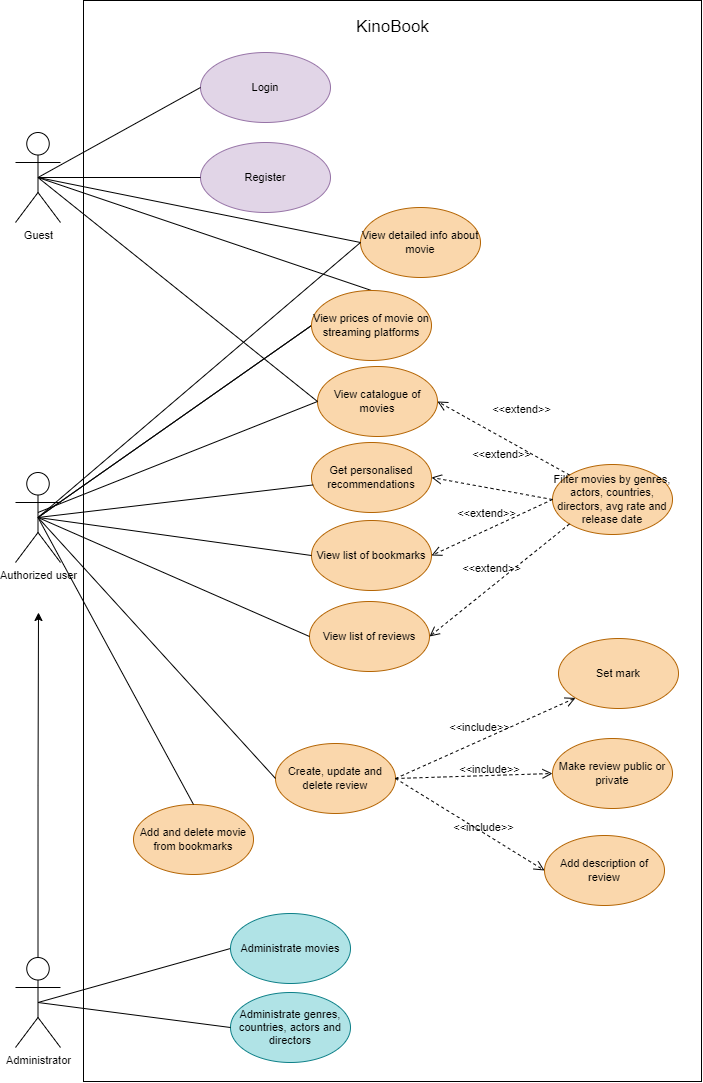 KinoBook
Login
Register
Guest
View detailed info about
movie
View prices of movie on
streaming platforms
View catalogue of
movies
<<extend>>
<<extend>>
Get personalised
recommendations
Filter movies by genres,
actors, countries,
directors, avg rate and
release date
<<extend>>
View list of bookmarks
<<extend>>
Authorized user
View list of reviews
Set mark
<<include>>
Create, update and
delete review
<<include>>
Make review public or
private
<<include>>
Add and delete movie
from bookmarks
Add description of
review
Administrate movies
Administrate genres,
countries, actors and
directors
Administrator